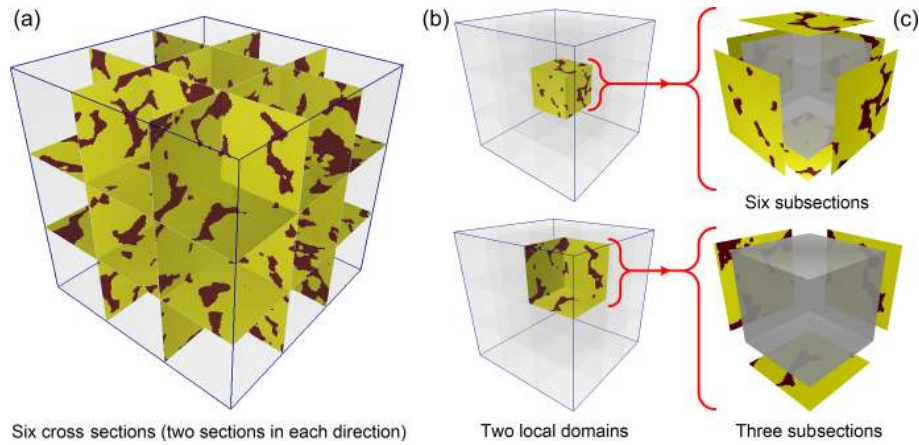 (a)
(b)
(c)
Six subsections
Six cross sections (two sections in each direction)
Two local domains
Three subsections